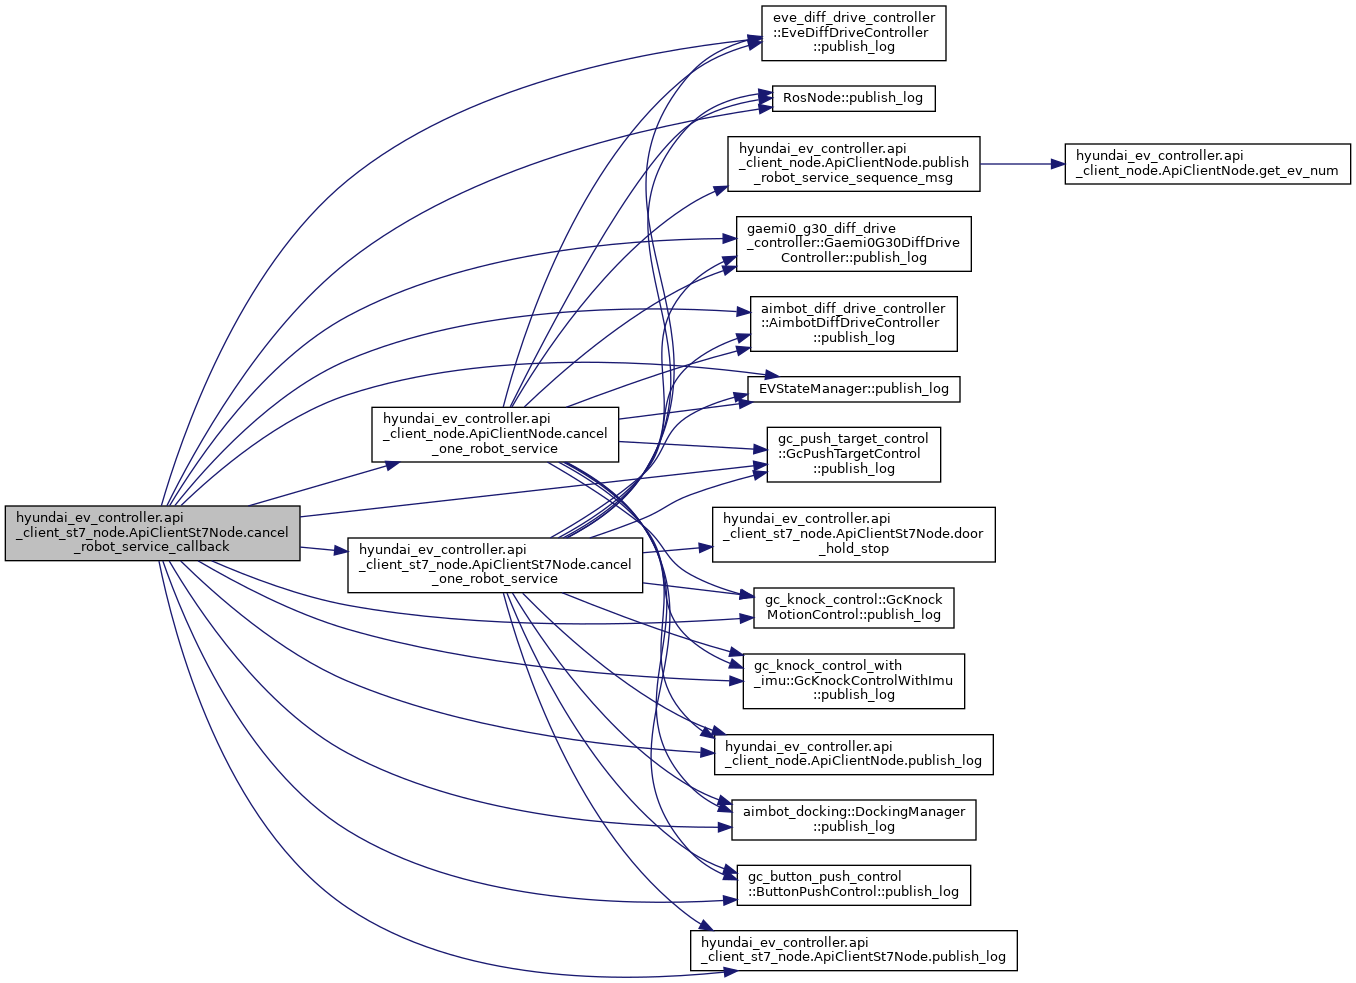 hyundai_ev_controller.api
_client_st7_node.ApiClientSt7Node.cancel
_robot_service_callback
hyundai_ev_controller.api
_client_node.ApiClientNode.cancel
_one_robot_service
hyundai_ev_controller.api
_client_st7_node.ApiClientSt7Node.cancel
_one_robot_service
eve_diff_drive_controller
::EveDiffDriveController
::publish_log
RosNode::publish_log
hyundai_ev_controller.api
_client_node.ApiClientNode.publish
_robot_service_sequence_msg
hyundai_ev_controller.api
_client_node.ApiClientNode.get_ev_num
gaemi0_g30_diff_drive
_controller::Gaemi0G30DiffDrive
Controller::publish_log
aimbot_diff_drive_controller
::AimbotDiffDriveController
::publish_log
EVStateManager::publish_log
gc_push_target_control
::GcPushTargetControl
::publish_log
hyundai_ev_controller.api
_client_st7_node.ApiClientSt7Node.door
_hold_stop
gc_knock_control::GcKnock
MotionControl::publish_log
gc_knock_control_with
_imu::GcKnockControlWithImu
::publish_log
hyundai_ev_controller.api
_client_node.ApiClientNode.publish_log
aimbot_docking::DockingManager
::publish_log
gc_button_push_control
::ButtonPushControl::publish_log
hyundai_ev_controller.api
_client_st7_node.ApiClientSt7Node.publish_log